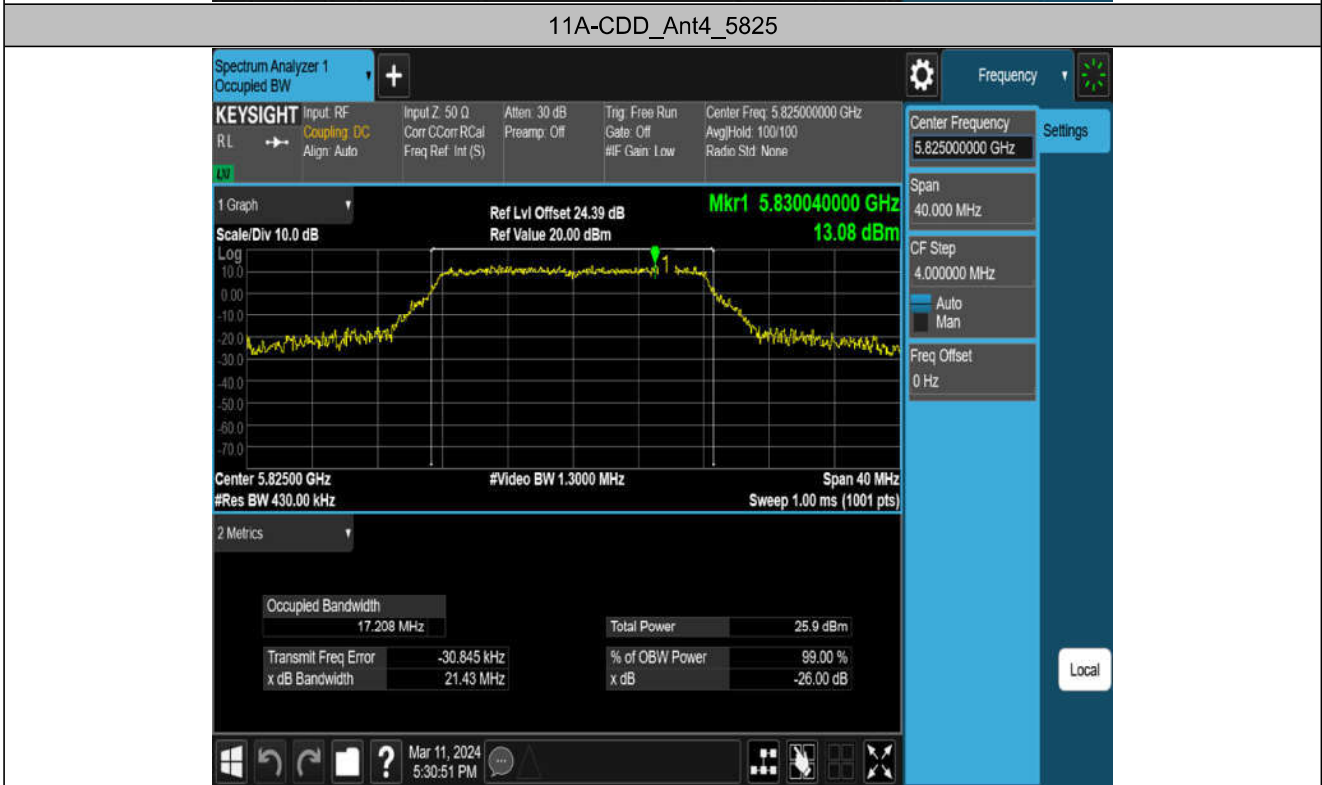 11A-CDD_Ant4_5825
Spectrum Analyzer 1
Occupied BW
+
Frequency
KEYSIGHT
RL
LXI
Input: RF
Coupling: DC
Align: Auto
Input Z: 50 Ω
Corr CCorr RCal
Freq Ref: Int (S)
Atten: 30 dB
Preamp: Off
Trig: Free Run
Gate: Off
#IF Gain: Low
Center Freq: 5.825000000 GHz
Avg|Hold: 100/100
Radio Std: None
Center Frequency
5.825000000 GHz
Settings
Span
40.000 MHz
CF Step
4.000000 MHz
Auto
Man
Freq Offset
0 Hz
1 Graph
Scale/Div 10.0 dB
Ref Lvl Offset 24.39 dB
Ref Value 20.00 dBm
Mkr1 5.830040000 GHz
13.08 dBm
Log
10.0
0.00
-10.0
-20.0
-30.0
-40.0
-50.0
-60.0
-70.0
1
Center 5.82500 GHz
#Res BW 430.00 kHz
#Video BW 1.3000 MHz
Span 40 MHz
Sweep 1.00 ms (1001 pts)
2 Metrics
Occupied Bandwidth
17.208 MHz
Total Power 25.9 dBm
Transmit Freq Error -30.845 kHz
% of OBW Power 99.00 %
x dB Bandwidth 21.43 MHz
x dB -26.00 dB
Local
?
Mar 11, 2024
5:30:51 PM